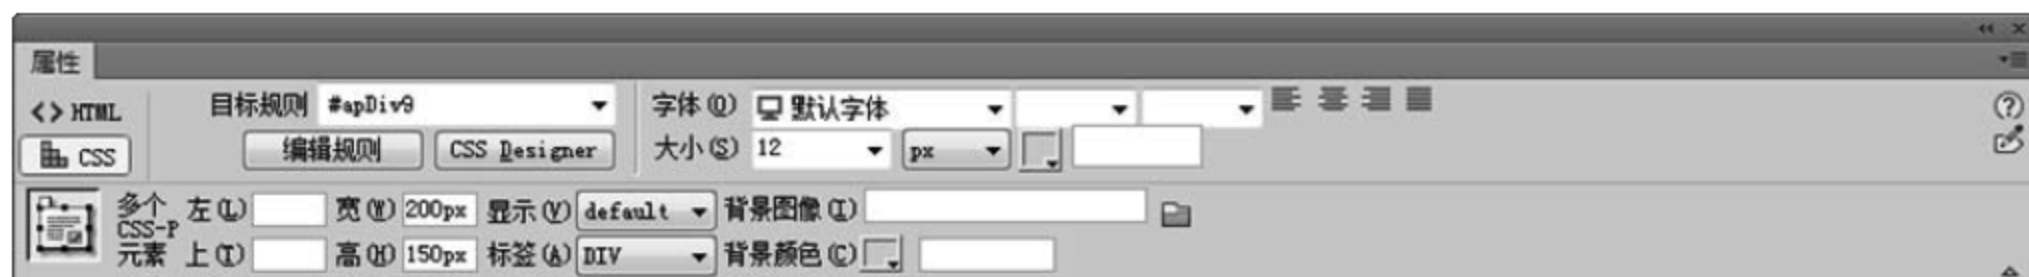 属性
<> HTML 目标规则 #apDiv9 字体(O) 默认字体
CSS 编辑规则 CSS Designer 大小(S) 12 px
多个 左(L) 宽(W) 200px 显示(V) default 背景图像(I)
CSS-P
元素 上(T) 高(H) 150px 标签(A) DIV 背景颜色(C)